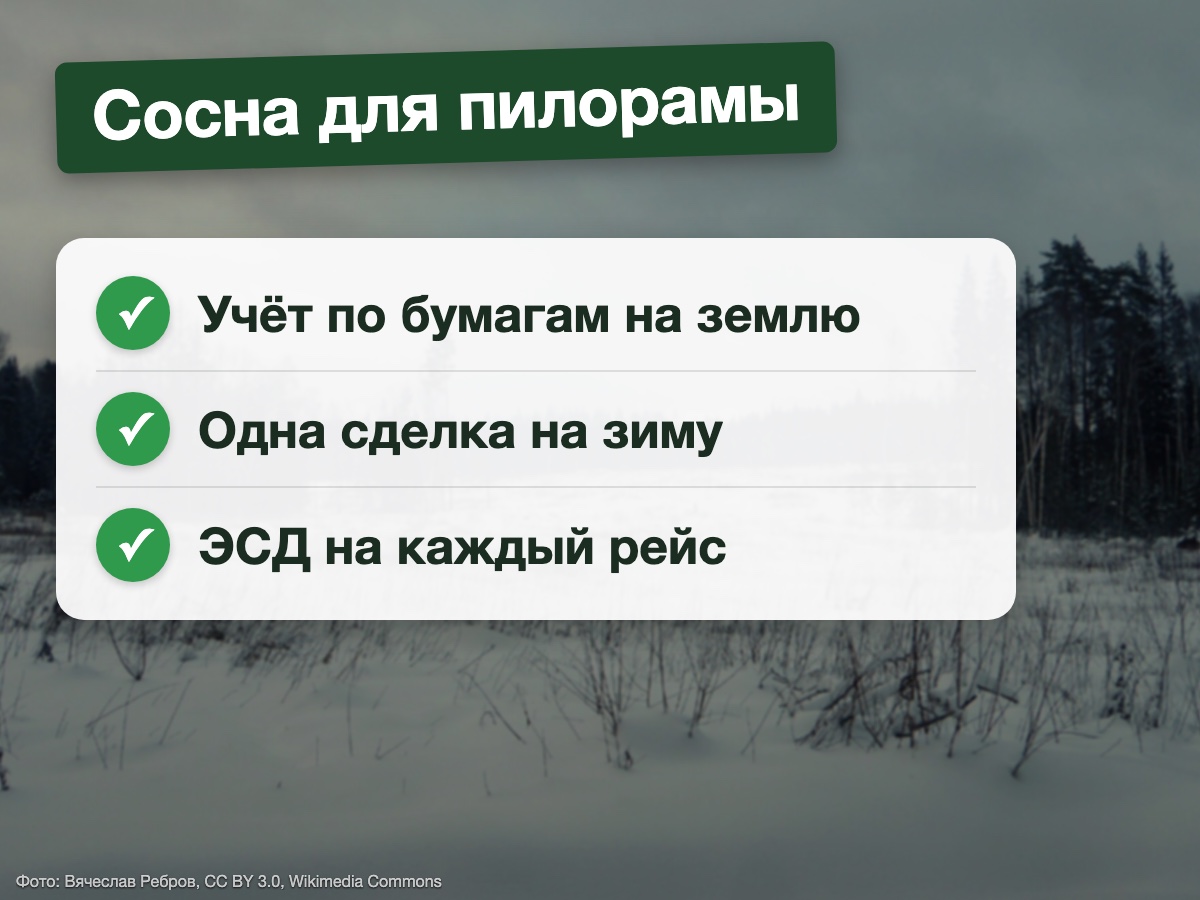 Сосна для пилорамы
Учёт по бумагам на землю
Одна сделка на зиму
ЭСД на каждый рейс
Фото: Вячеслав Ребров, CC BY 3.0, Wikimedia Commons